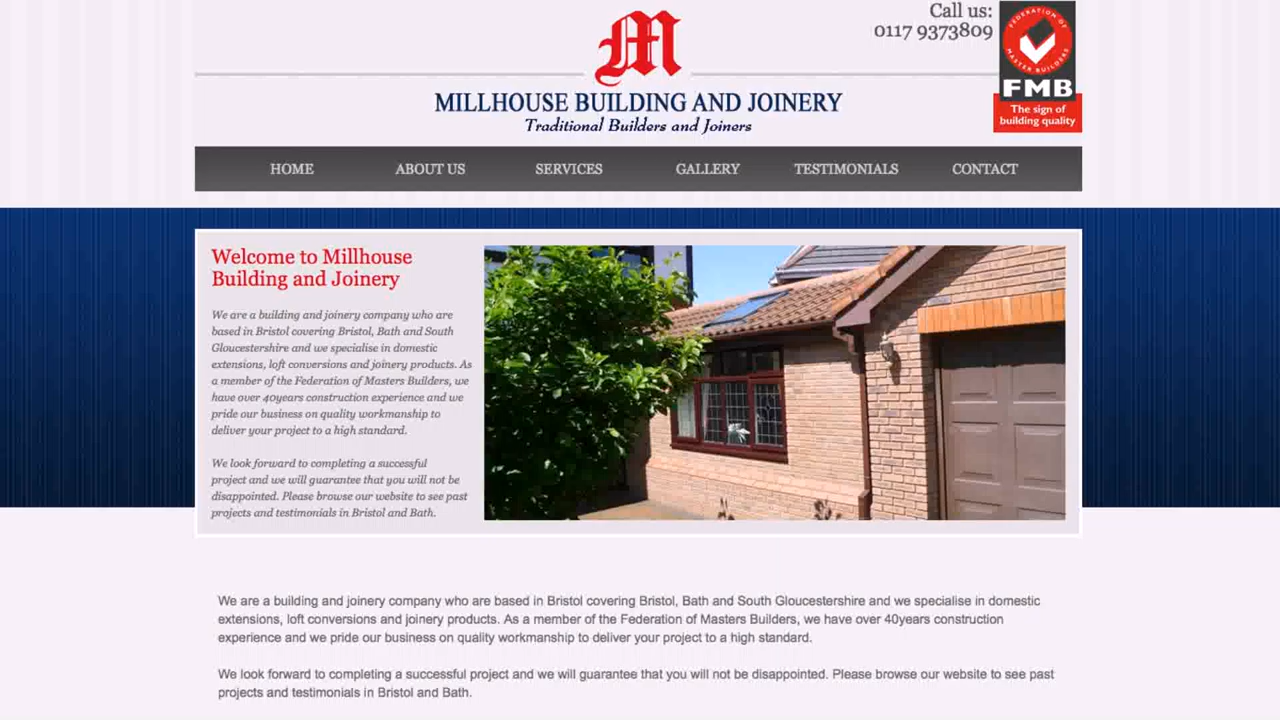 Call us:
0117 9373809
FEDERATION OF
MASTER BUILDERS
FMB
The sign of
building quality
M
MILLHOUSE BUILDING AND JOINERY
Traditional Builders and Joiners
HOME ABOUT US SERVICES GALLERY TESTIMONIALS CONTACT
Welcome to Millhouse
Building and Joinery
We are a building and joinery company who are
based in Bristol covering Bristol, Bath and South
Gloucestershire and we specialise in domestic
extensions, loft conversions and joinery products. As
a member of the Federation of Masters Builders, we
have over 40years construction experience and we
pride our business on quality workmanship to
deliver your project to a high standard.
We look forward to completing a successful
project and we will guarantee that you will not be
disappointed. Please browse our website to see past
projects and testimonials in Bristol and Bath.
We are a building and joinery company who are based in Bristol covering Bristol, Bath and South Gloucestershire and we specialise in domestic
extensions, loft conversions and joinery products. As a member of the Federation of Masters Builders, we have over 40years construction
experience and we pride our business on quality workmanship to deliver your project to a high standard.
We look forward to completing a successful project and we will guarantee that you will not be disappointed. Please browse our website to see past
projects and testimonials in Bristol and Bath.